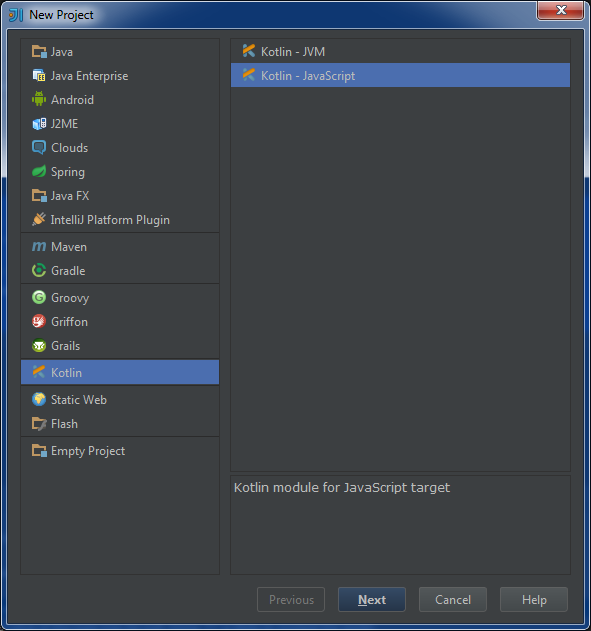 New Project
Java
Java Enterprise
Android
J2ME
Clouds
Spring
Java FX
IntelliJ Platform Plugin
Maven
Gradle
Groovy
Griffon
Grails
Kotlin
Static Web
Flash
Empty Project
Kotlin - JVM
Kotlin - JavaScript
Kotlin module for JavaScript target
Previous
Next
Cancel
Help